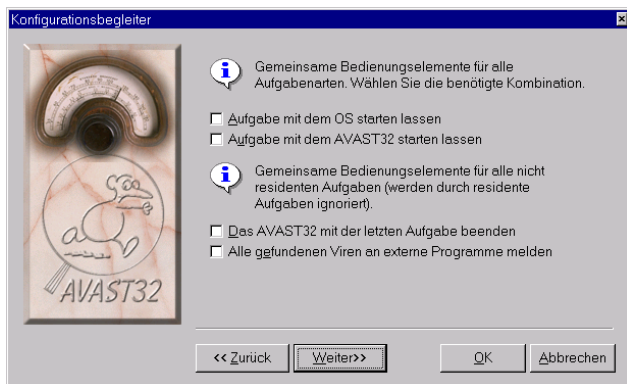 Konfigurationsbegleiter
Gemeinsame Bedienungselemente für alle
Aufgabenarten. Wählen Sie die benötigte Kombination.
Aufgabe mit dem OS starten lassen
Aufgabe mit dem AVAST32 starten lassen
Gemeinsame Bedienungselemente für alle nicht
residenten Aufgaben (werden durch residente
Aufgaben ignoriert).
Das AVAST32 mit der letzten Aufgabe beenden
Alle gefundenen Viren an externe Programme melden
AVAST32
<< Zurück
Weiter>>
OK
Abbrechen